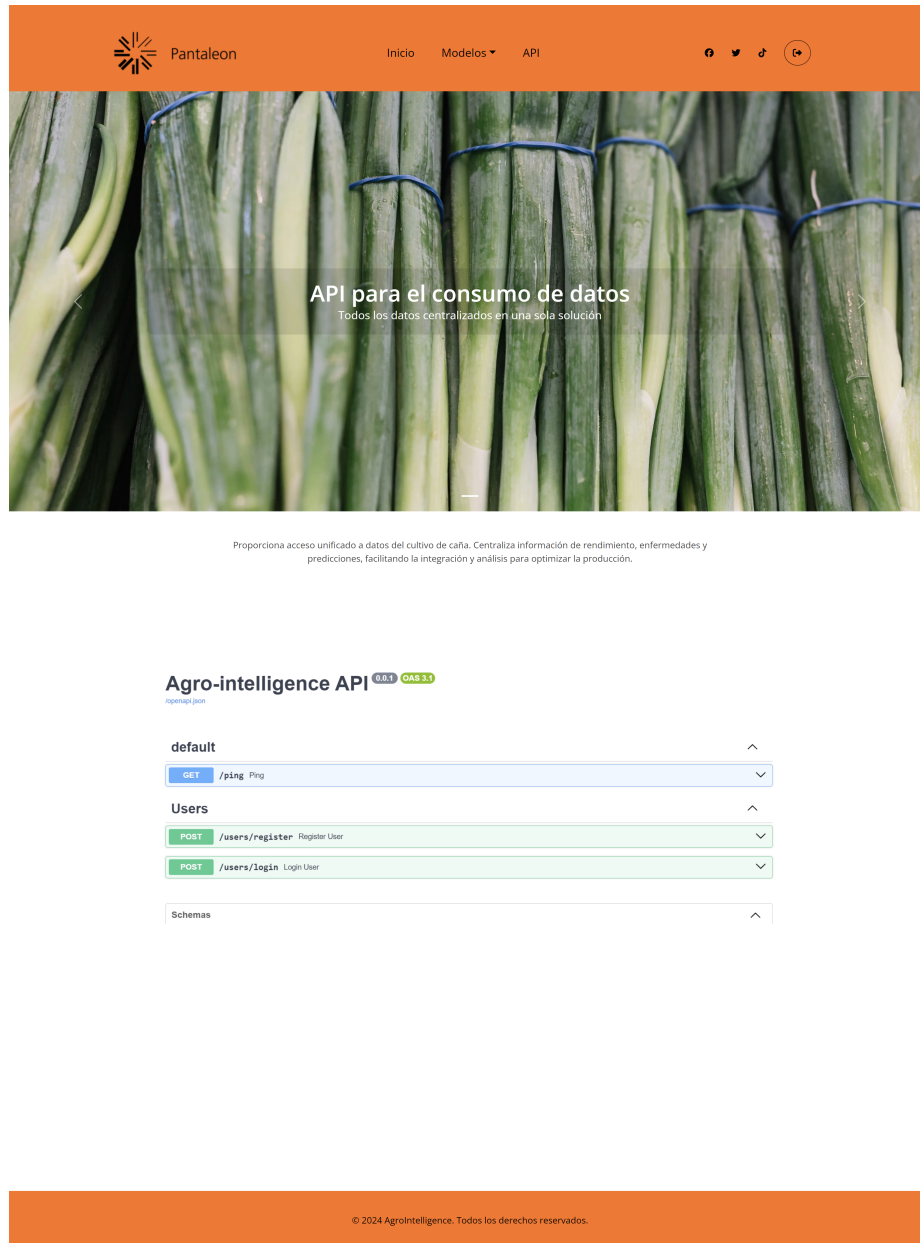 Pantaleon
Inicio Modelos API
API para el consumo de datos
Todos los datos centralizados en una sola solución
Proporciona acceso unificado a datos del cultivo de caña. Centraliza información de rendimiento, enfermedades y
predicciones, facilitando la integración y análisis para optimizar la producción.
Agro-intelligence API 0.0.1 OAS 3.1
/openapi.json
default
GET /ping Ping
Users
POST /users/register Register User
POST /users/login Login User
Schemas
© 2024 AgroIntelligence. Todos los derechos reservados.